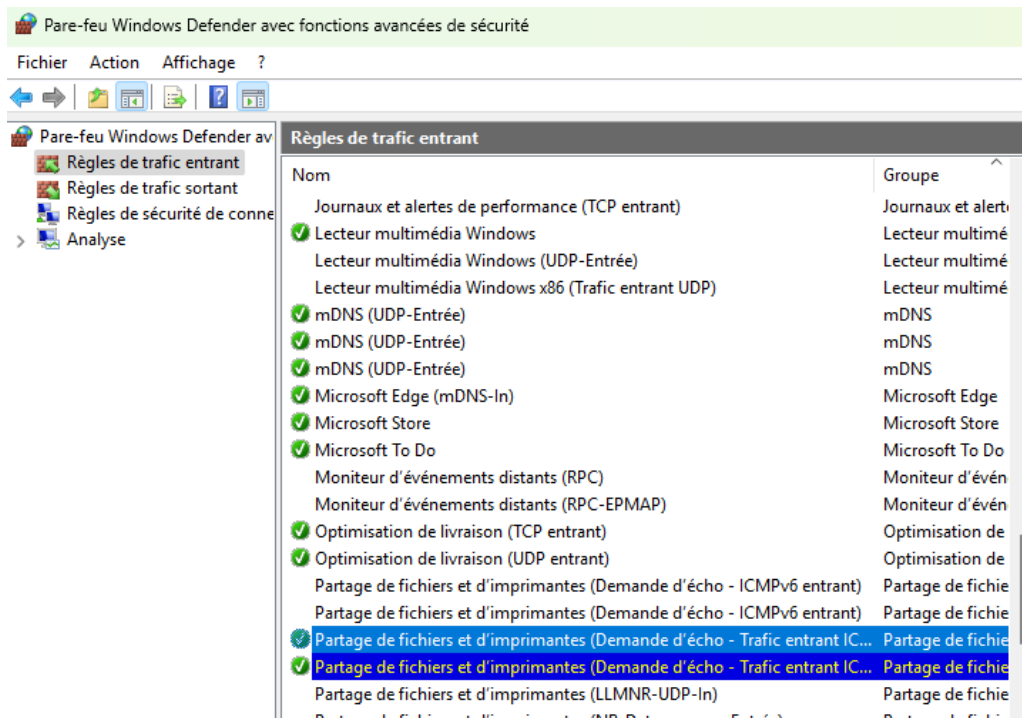 Pare-feu Windows Defender avec fonctions avancées de sécurité
Fichier Action Affichage ?
Pare-feu Windows Defender av
Règles de trafic entrant
Règles de trafic sortant
Règles de sécurité de conne
Analyse
Règles de trafic entrant
Nom Groupe
Journaux et alertes de performance (TCP entrant) Journaux et alert
Lecteur multimédia Windows Lecteur multimé
Lecteur multimédia Windows (UDP-Entrée) Lecteur multimé
Lecteur multimédia Windows x86 (Trafic entrant UDP) Lecteur multimé
mDNS (UDP-Entrée) mDNS
mDNS (UDP-Entrée) mDNS
mDNS (UDP-Entrée) mDNS
Microsoft Edge (mDNS-In) Microsoft Edge
Microsoft Store Microsoft Store
Microsoft To Do Microsoft To Do
Moniteur d'événements distants (RPC) Moniteur d'évén
Moniteur d'événements distants (RPC-EPMAP) Moniteur d'évén
Optimisation de livraison (TCP entrant) Optimisation de
Optimisation de livraison (UDP entrant) Optimisation de
Partage de fichiers et d'imprimantes (Demande d'écho - ICMPv6 entrant) Partage de fichie
Partage de fichiers et d'imprimantes (Demande d'écho - ICMPv6 entrant) Partage de fichie
Partage de fichiers et d'imprimantes (Demande d'écho - Trafic entrant IC... Partage de fichie
Partage de fichiers et d'imprimantes (Demande d'écho - Trafic entrant IC... Partage de fichie
Partage de fichiers et d'imprimantes (LLMNR-UDP-In) Partage de fichie